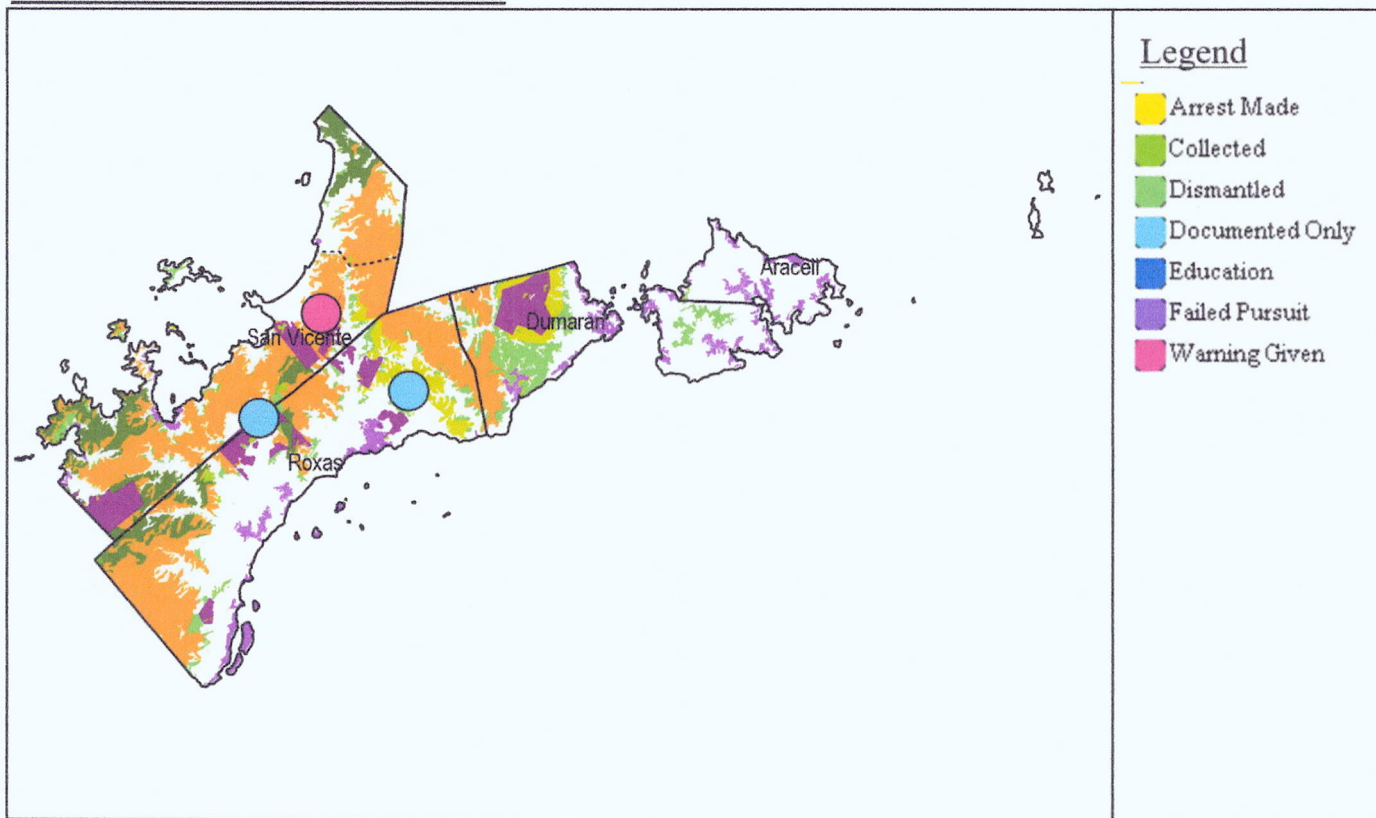 Legend
Arrest Made
Collected
Dismantled
Documented Only
Education
Failed Pursuit
Warning Given
Araceli
Dumaran
San Vicente
Roxas